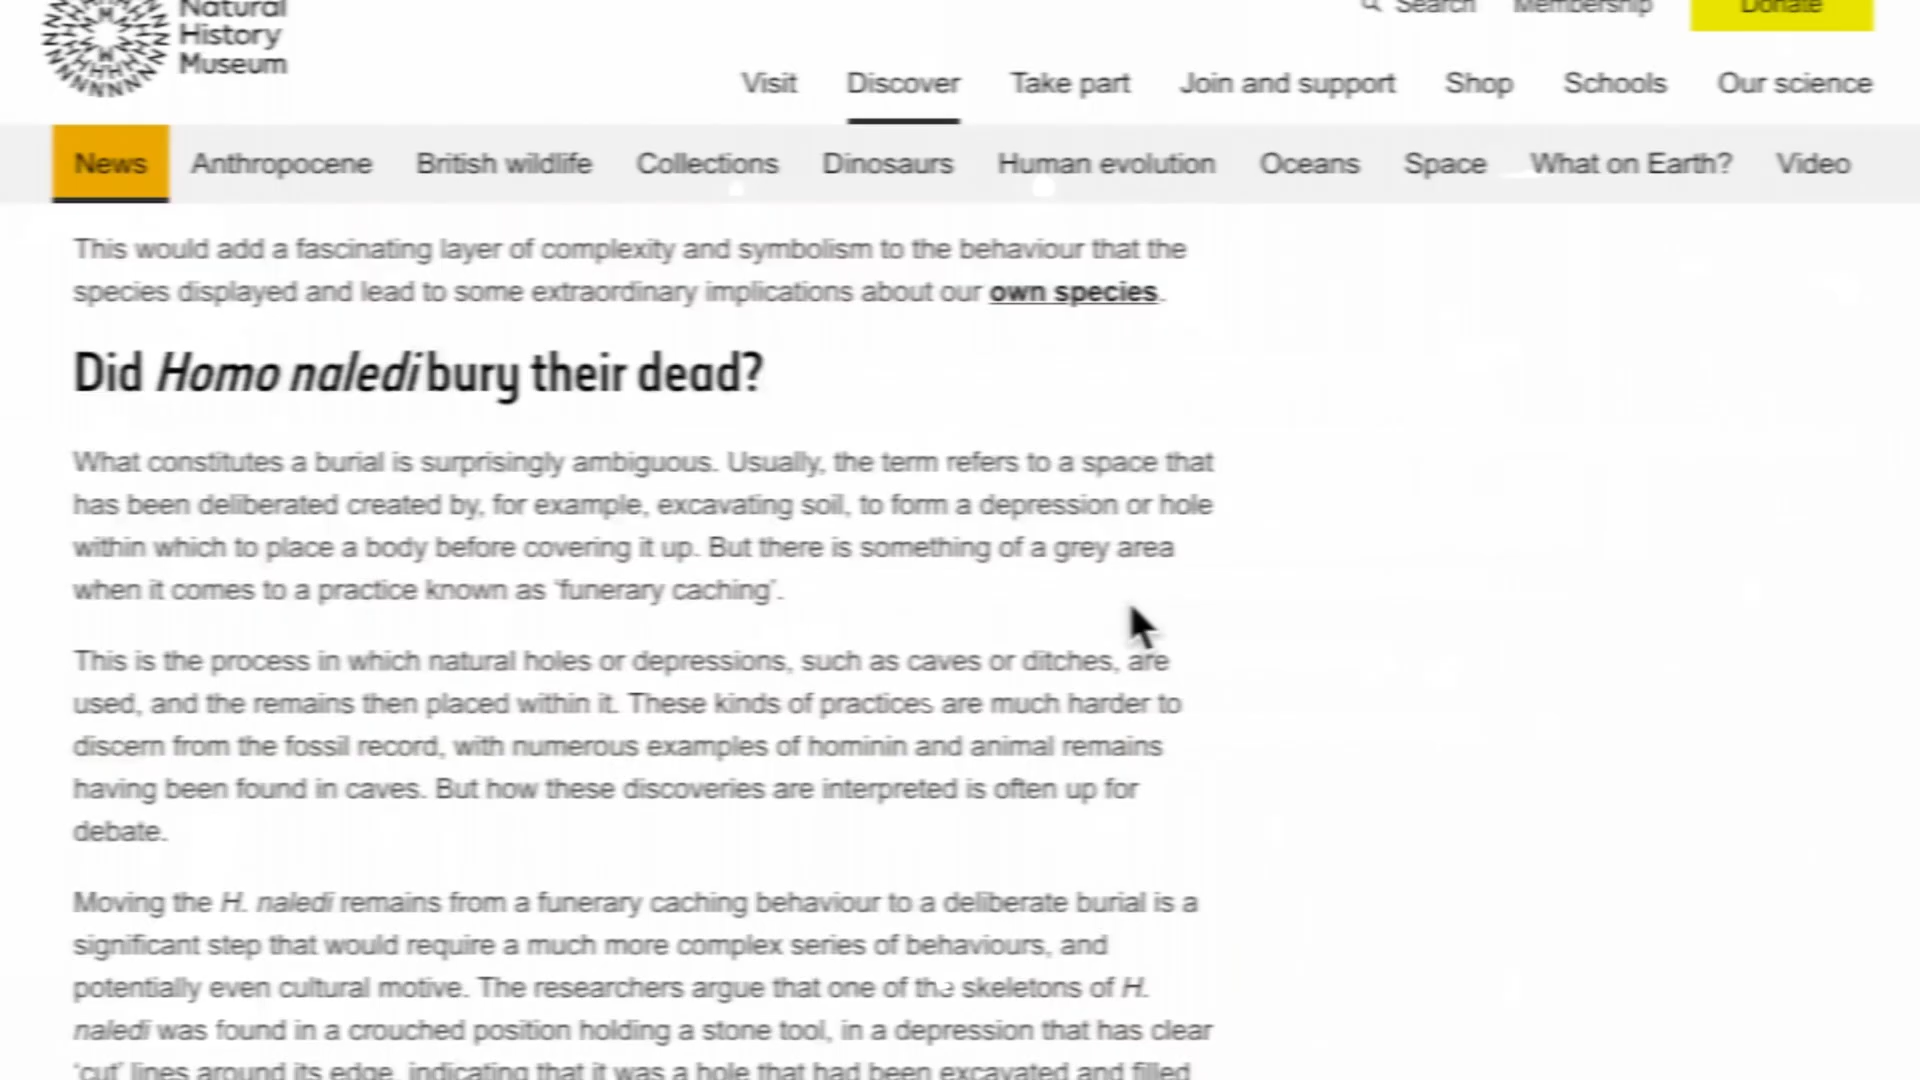 Natural
History
Museum
Search Membership Donate
Visit Discover Take part Join and support Shop Schools Our science
News Anthropocene British wildlife Collections Dinosaurs Human evolution Oceans Space What on Earth? Video
This would add a fascinating layer of complexity and symbolism to the behaviour that the
species displayed and lead to some extraordinary implications about our own species.
Did Homo naledi bury their dead?
What constitutes a burial is surprisingly ambiguous. Usually, the term refers to a space that
has been deliberated created by, for example, excavating soil, to form a depression or hole
within which to place a body before covering it up. But there is something of a grey area
when it comes to a practice known as 'funerary caching'.
This is the process in which natural holes or depressions, such as caves or ditches, are
used, and the remains then placed within it. These kinds of practices are much harder to
discern from the fossil record, with numerous examples of hominin and animal remains
having been found in caves. But how these discoveries are interpreted is often up for
debate.
Moving the H. naledi remains from a funerary caching behaviour to a deliberate burial is a
significant step that would require a much more complex series of behaviours, and
potentially even cultural motive. The researchers argue that one of the skeletons of H.
naledi was found in a crouched position holding a stone tool, in a depression that has clear
'cut' lines around its edge, indicating that it was a hole that had been excavated and filled